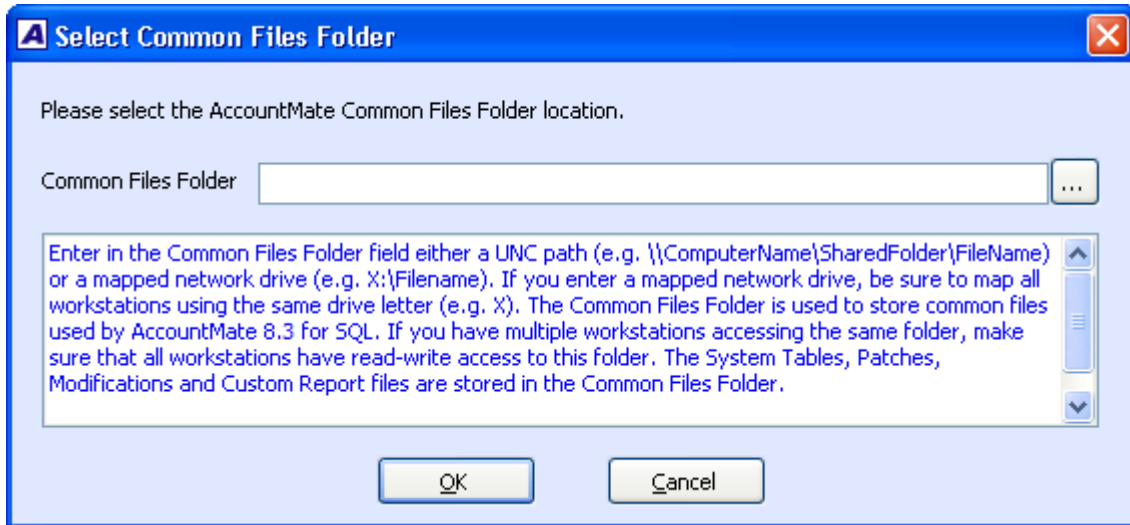 A Select Common Files Folder
Please select the AccountMate Common Files Folder location.
Common Files Folder ...
Enter in the Common Files Folder field either a UNC path (e.g. \\ComputerName\SharedFolder\FileName)
or a mapped network drive (e.g. X:\Filename). If you enter a mapped network drive, be sure to map all
workstations using the same drive letter (e.g. X). The Common Files Folder is used to store common files
used by AccountMate 8.3 for SQL. If you have multiple workstations accessing the same folder, make
sure that all workstations have read-write access to this folder. The System Tables, Patches,
Modifications and Custom Report files are stored in the Common Files Folder.
OK Cancel